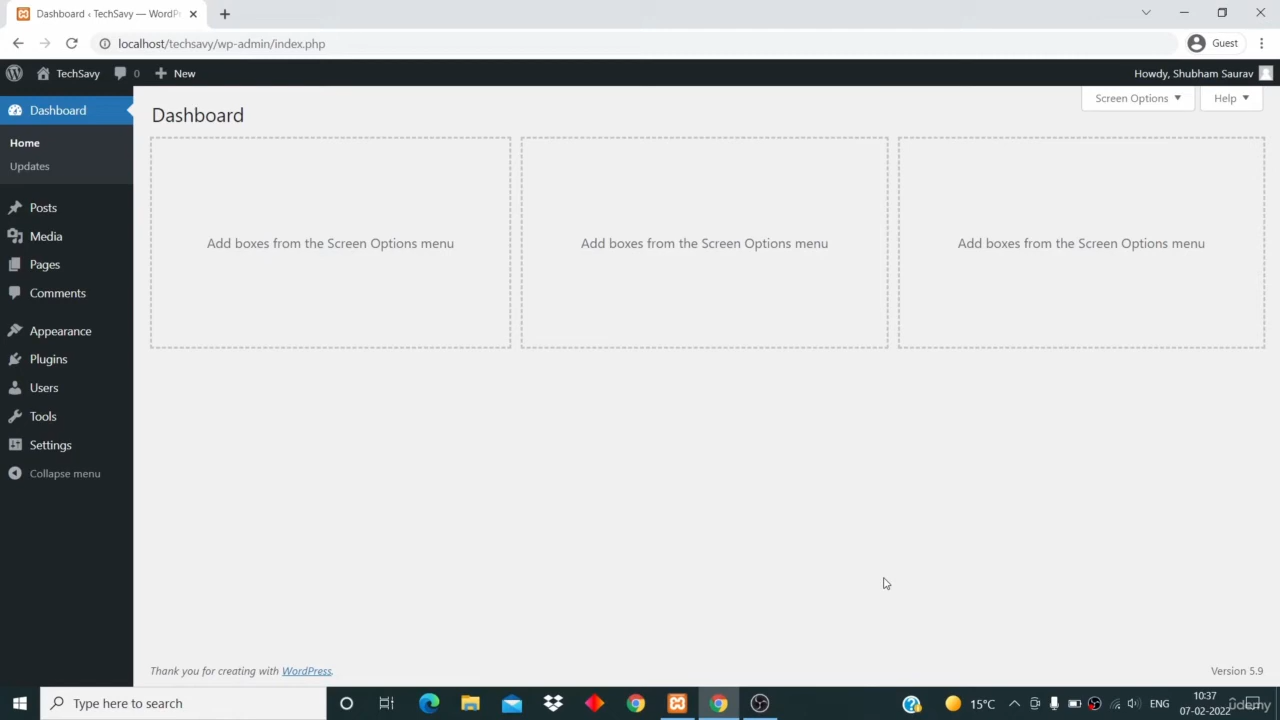 Dashboard ‹ TechSavy — WordPr
localhost/techsavy/wp-admin/index.php
Guest
TechSavy
0
New
Howdy, Shubham Saurav
Dashboard
Home
Updates
Posts
Media
Pages
Comments
Appearance
Plugins
Users
Tools
Settings
Collapse menu
Screen Options
Help
Dashboard
Add boxes from the Screen Options menu
Add boxes from the Screen Options menu
Add boxes from the Screen Options menu
Thank you for creating with WordPress.
Version 5.9
Type here to search
15°C
ENG
10:37
07-02-2022
udemy